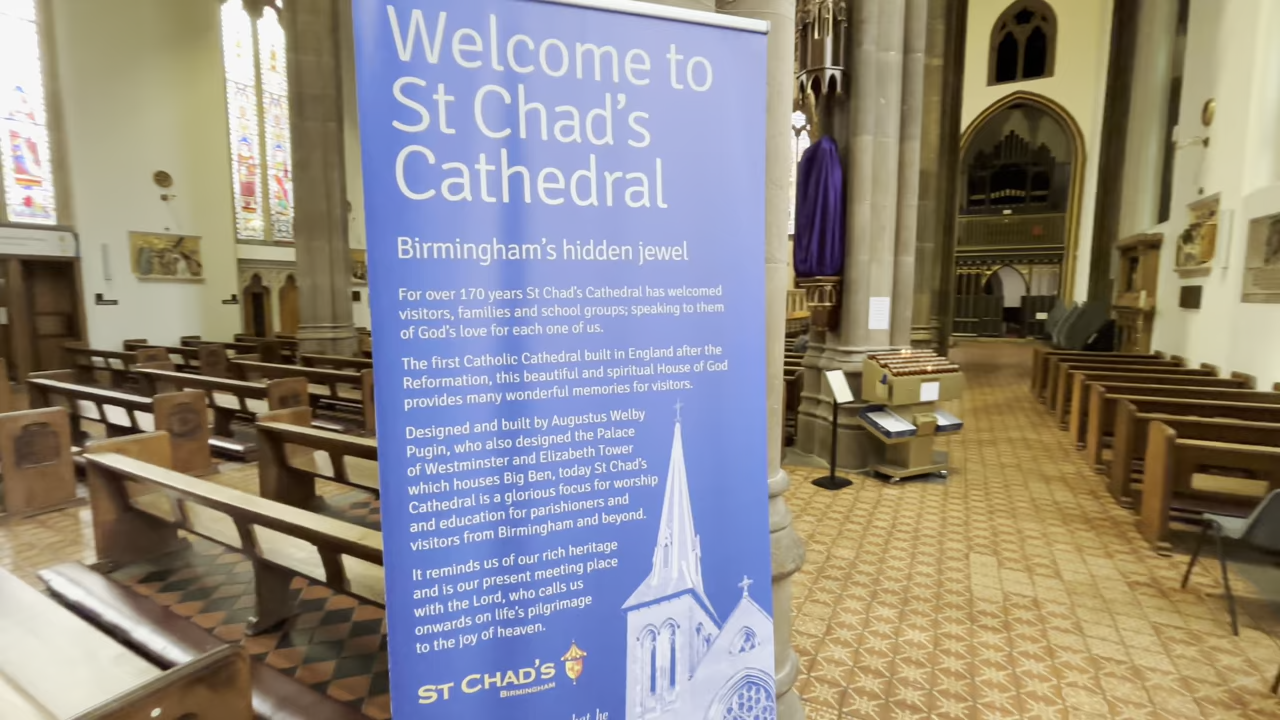 Welcome to
St Chad's
Cathedral
Birmingham's hidden jewel
For over 170 years St Chad's Cathedral has welcomed
visitors, families and school groups; speaking to them
of God's love for each one of us.
The first Catholic Cathedral built in England after the
Reformation, this beautiful and spiritual House of God
provides many wonderful memories for visitors.
Designed and built by Augustus Welby
Pugin, who also designed the Palace
of Westminster and Elizabeth Tower
which houses Big Ben, today St Chad's
Cathedral is a glorious focus for worship
and education for parishioners and
visitors from Birmingham and beyond.
It reminds us of our rich heritage
and is our present meeting place
with the Lord, who calls us
onwards on life's pilgrimage
to the joy of heaven.
ST CHAD'S
BIRMINGHAM
he